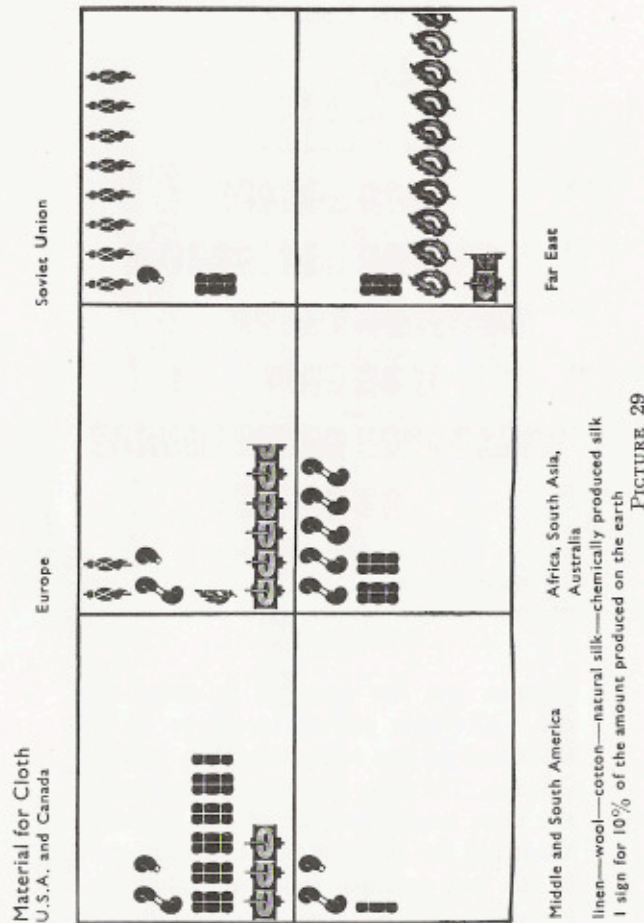 Material for Cloth
U.S.A. and Canada
Europe
Soviet Union
Middle and South America
Africa, South Asia,
Australia
Far East
linen—wool—cotton—natural silk—chemically produced silk
1 sign for 10% of the amount produced on the earth
PICTURE 29